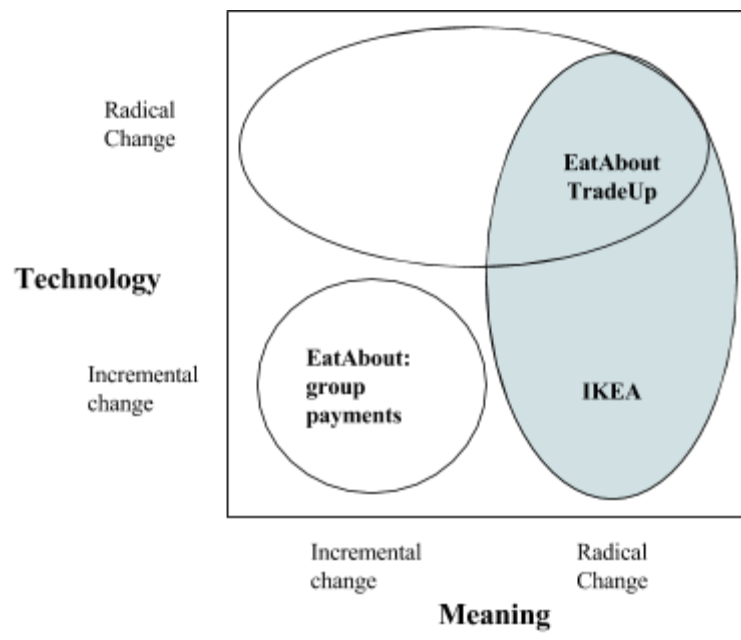 Radical
Change
EatAbout
TradeUp
Technology
Incremental
change
EatAbout:
group
payments
IKEA
Incremental
change
Radical
Change
Meaning